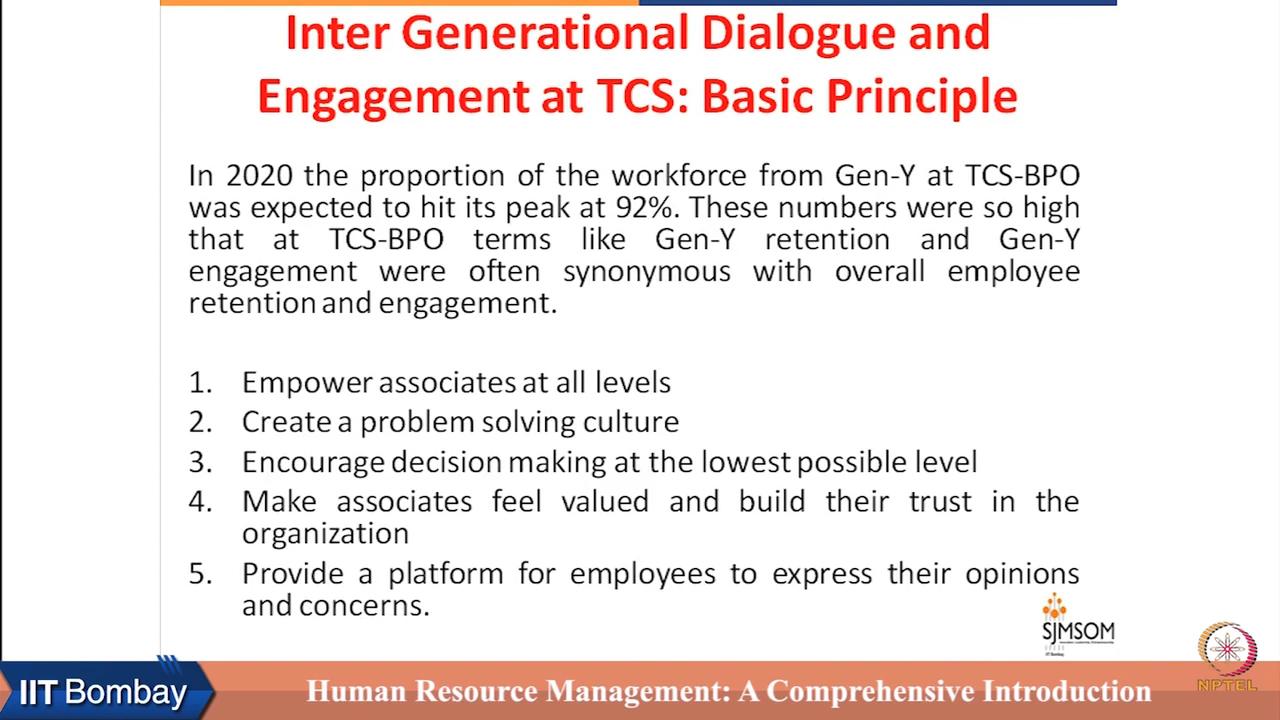 Inter Generational Dialogue and
Engagement at TCS: Basic Principle
In 2020 the proportion of the workforce from Gen-Y at TCS-BPO
was expected to hit its peak at 92%. These numbers were so high
that at TCS-BPO terms like Gen-Y retention and Gen-Y
engagement were often synonymous with overall employee
retention and engagement.
1. Empower associates at all levels
2. Create a problem solving culture
3. Encourage decision making at the lowest possible level
4. Make associates feel valued and build their trust in the
organization
5. Provide a platform for employees to express their opinions
and concerns.
SJMSOM
IIT Bombay
NPTEL
IIT Bombay
Human Resource Management: A Comprehensive Introduction